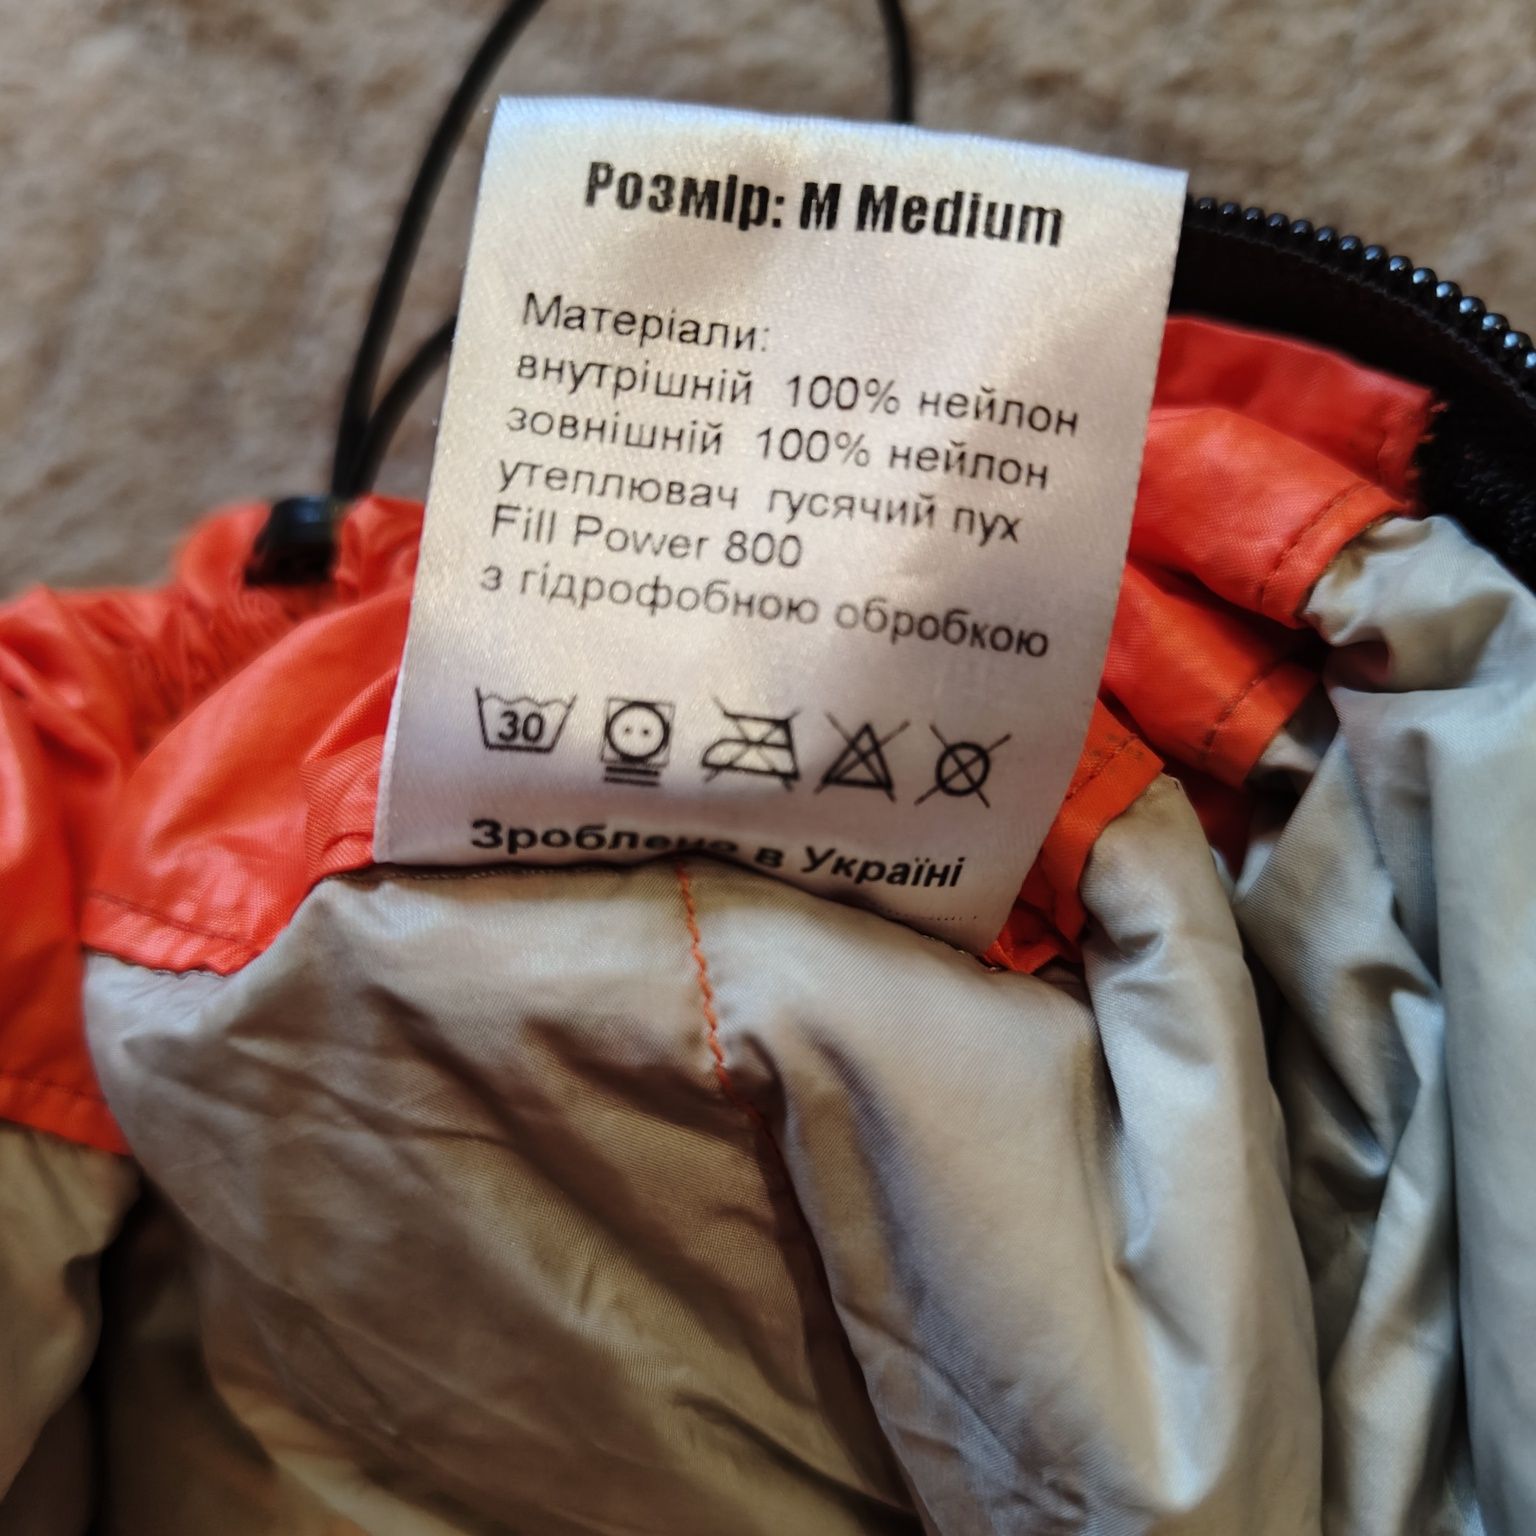 Розмір: M Medium
Матеріали:
внутрішній 100% нейлон
зовнішній 100% нейлон
утеплювач гусячий пух
Fill Power 800
з гідрофобною обробкою
30
Зроблено в Україні